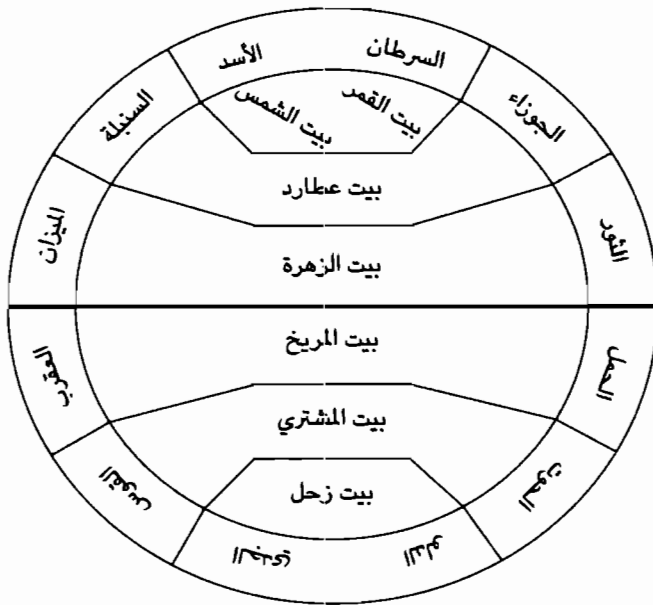 السرطان
الأسد
الجوزاء
السنبلة
بيت القمر
بيت الشمس
بيت عطارد
الثور
الميزان
بيت الزهرة
بيت المريخ
الحمل
العقرب
بيت المشتري
الحوت
القوس
بيت زحل
الدلو
الجدي